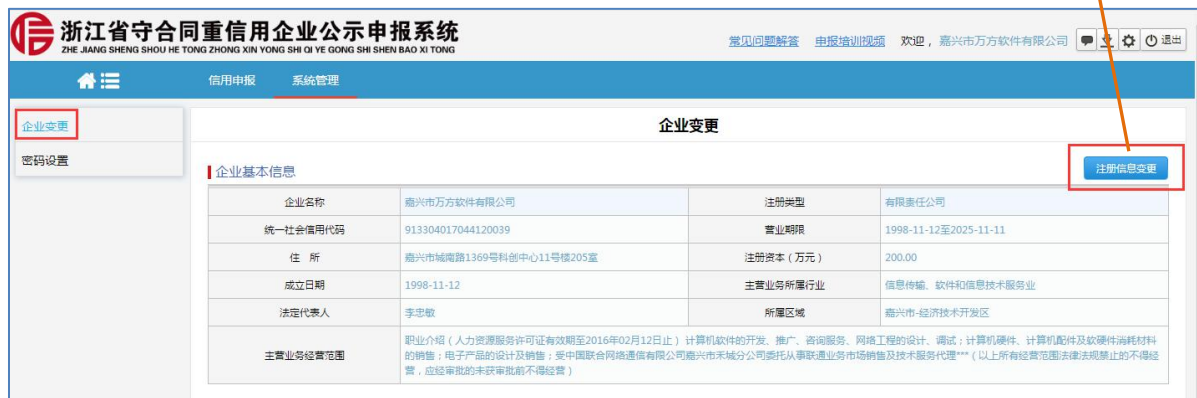 浙江省守合同重信用企业公示申报系统
ZHE JIANG SHENG SHOU HE TONG ZHONG XIN YONG SHI QI YE GONG SHI SHEN BAO XI TONG
常见问题解答 申报培训视频 欢迎，嘉兴市万方软件有限公司 退出
信用申报 系统管理
企业变更
密码设置
企业变更
企业基本信息 注册信息变更
企业名称 嘉兴市万方软件有限公司 注册类型 有限责任公司
统一社会信用代码 913304017044120039 营业期限 1998-11-12至2025-11-11
住 所 嘉兴市城南路1369号科创中心11号楼205室 注册资本（万元） 200.00
成立日期 1998-11-12 主营业务所属行业 信息传输、软件和信息技术服务业
法定代表人 李忠敏 所属区域 嘉兴市-经济技术开发区
主营业务经营范围 职业介绍（人力资源服务许可证有效期至2016年02月12日止） 计算机软件的开发、推广、咨询服务、网络工程的设计、调试；计算机硬件、计算机配件及软硬件消耗材料
的销售；电子产品的设计及销售；受中国联合网络通信有限公司嘉兴市禾城分公司委托从事联通业务市场销售及技术服务代理***（以上所有经营范围法律法规禁止的不得经
营，应经审批的未获审批前不得经营）